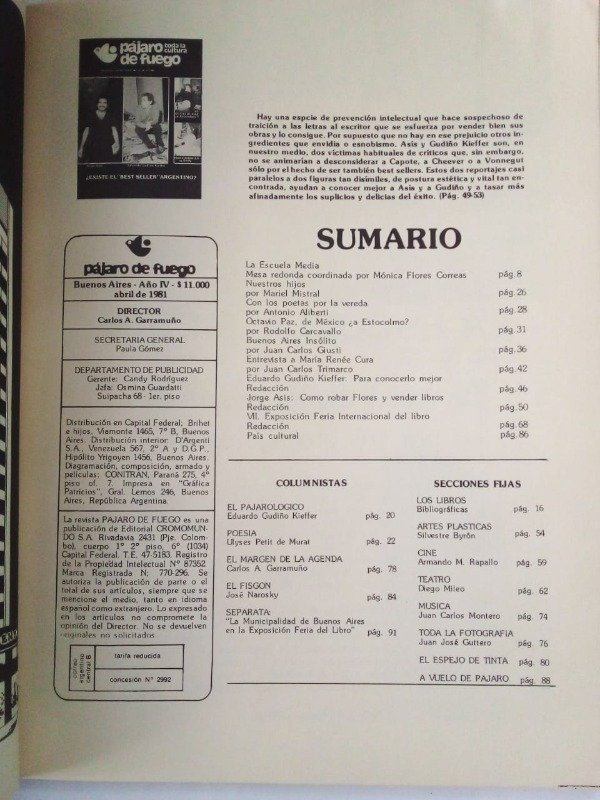 pájaro toda la cultura
de fuego
¿EXISTE EL 'BEST SELLER' ARGENTINO?
Hay una espcie de prevención intelectual que hace sospechoso de
traición a las letras al escritor que se esfuerza por vender bien sus
obras y lo consigue. Por supuesto que no hay en ese prejuicio otros in-
gredientes que envidia o esnobismo. Asis y Gudiño Kieffer son, en
nuestro medio, dos víctimas habituales de críticos que, sin embargo,
no se animarían a desconsiderar a Capote, a Cheever o a Vonnegut
sólo por el hecho de ser también best sellers. Estos dos reportajes casi
paralelos a dos figuras tan disímiles, de postura estética y vital tan en-
contrada, ayudan a conocer mejor a Asis y a Gudiño y a tasar más
afinadamente los suplicios y delicias del éxito. (Pág. 49-53)
pájaro de fuego
Buenos Aires - Año IV - $ 11.000
abril de 1981
DIRECTOR
Carlos A. Garramuño
SECRETARIA GENERAL
Paula Gómez
DEPARTAMENTO DE PUBLICIDAD
Gerente: Candy Rodríguez
Jefa: Osmina Guardatti
Suipacha 68 - 1er. piso
Distribución en Capital Federal; Brihet
e hijos, Viamonte 1465, 7º B, Buenos
Aires. Distribución interior: D'Argenti
S.A., Venezuela 567, 2º A y D.G.P.,
Hipólito Yrigoyen 1456, Buenos Aires.
Diagramación, composición, armado y
películas; CONITRAN, Paraná 275, 4º
piso of. 7. Impresa en "Gráfica
Patricios", Gral. Lemos 246, Buenos
Aires, República Argentina.
La revista PAJARO DE FUEGO es una
publicación de Editorial CROMOMUN-
DO S.A. Rivadavia 2431 (Pje. Colom-
bo), cuerpo 1º 2º piso, 6º (1034)
Capital Federal. T.E. 47-5183. Registro
de la Propiedad Intelectual Nº 87352.
Marca Registrada N; 770-296. Se
autoriza la publicación de parte o el
total de sus artículos, siempre que se
mencione el medio, tanto en idioma
español como extranjero. Lo expresado
en los artículos no compromete la
opinión del Director. No se devuelven
originales no solicitados
correo
argentino
central B
tarifa reducida
concesión Nº 2992
SUMARIO
La Escuela Media
Mesa redonda coordinada por Mónica Flores Correas pág.8
Nuestros hijos
por Mariel Mistral pág.26
Con los poetas por la vereda
por Antonio Aliberti pág.28
Octavio Paz, de México ¿a Estocolmo?
por Rodolfo Carcavallo pág.31
Buenos Aires Insólito
por Juan Carlos Giusti pág.36
Entrevista a María Renée Cura
por Juan Carlos Trimarco pág.42
Eduardo Gudiño Kieffer: Para conocerlo mejor
Redacción pág.46
Jorge Asis: Como robar Flores y vender libros
Redacción pág.50
VII. Exposición Feria Internacional del libro
Redacción pág.68
País cultural pág.86
COLUMNISTAS
EL PAJAROLOGICO
Eduardo Gudiño Kieffer pág. 20
POESIA
Ulyses Petit de Murat pág. 22
EL MARGEN DE LA AGENDA
Carlos A. Garramuño pág. 78
EL FISGON
José Narosky pág. 84
SEPARATA:
"La Municipalidad de Buenos Aires
en la Exposición Feria del Libro" pág. 91
SECCIONES FIJAS
LOS LIBROS
Bibliográficas pág. 16
ARTES PLASTICAS
Silvestre Byrón pág. 54
CINE
Armando M. Rapallo pág. 59
TEATRO
Diego Mileo pág. 62
MUSICA
Juan Carlos Montero pág. 74
TODA LA FOTOGRAFIA
Juan José Guttero pág. 76
EL ESPEJO DE TINTA pág. 80
A VUELO DE PAJARO pág. 88